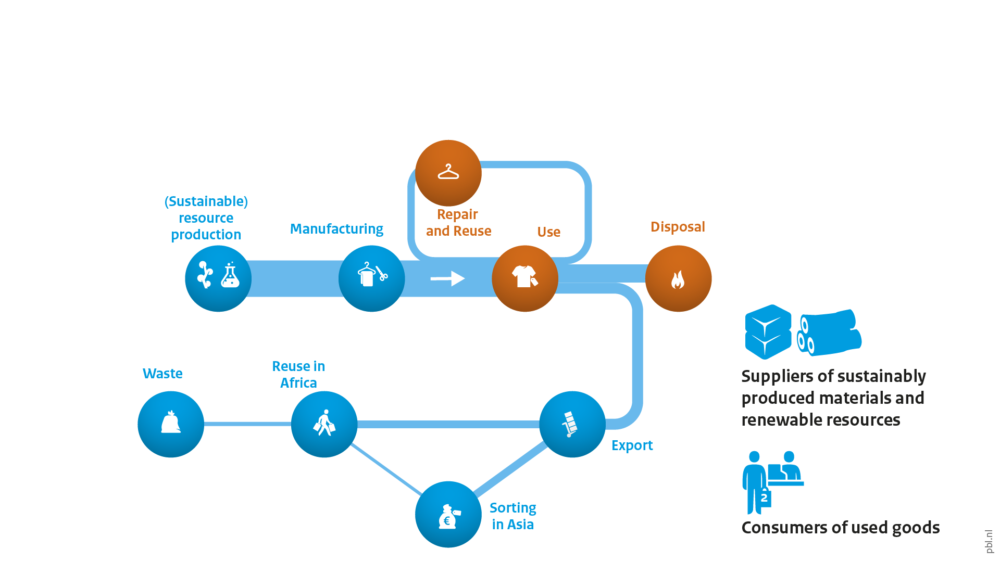 (Sustainable)
resource
production
Manufacturing
Repair
and Reuse
Use
Disposal
Waste
Reuse in
Africa
Export
€
Sorting
in Asia
Suppliers of sustainably
produced materials and
renewable resources
2
Consumers of used goods
pbl.nl